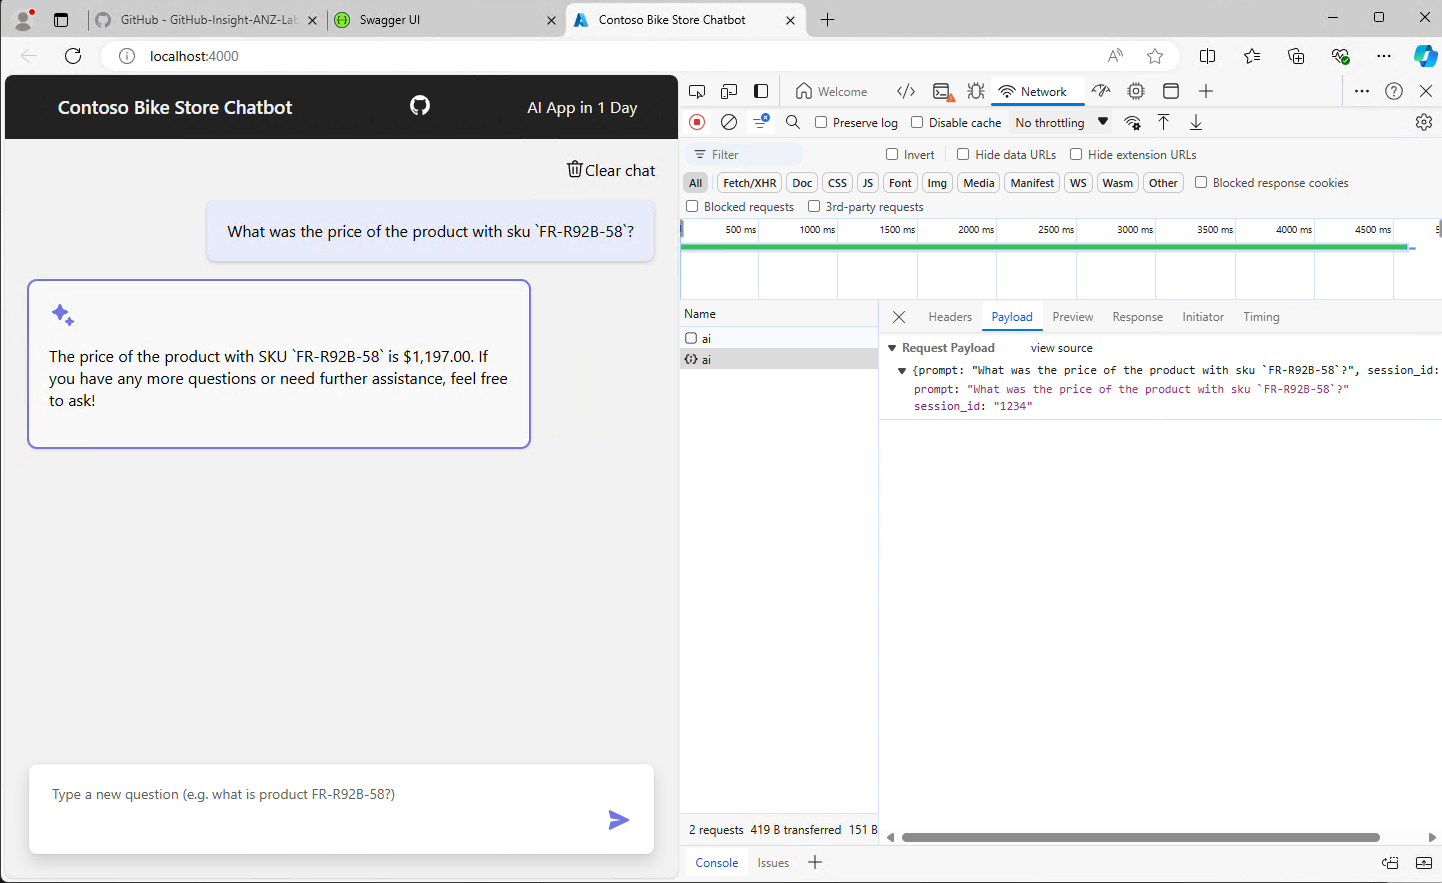 GitHub - GitHub-Insight-ANZ-Lab
Swagger UI
Contoso Bike Store Chatbot
localhost:4000
Contoso Bike Store Chatbot
AI App in 1 Day
Clear chat
What was the price of the product with sku `FR-R92B-58`?
The price of the product with SKU `FR-R92B-58` is $1,197.00. If
you have any more questions or need further assistance, feel free
to ask!
Type a new question (e.g. what is product FR-R92B-58?)
Welcome
Network
Preserve log
Disable cache
No throttling
Filter
Invert
Hide data URLs
Hide extension URLs
All
Fetch/XHR
Doc
CSS
JS
Font
Img
Media
Manifest
WS
Wasm
Other
Blocked response cookies
Blocked requests
3rd-party requests
500 ms
1000 ms
1500 ms
2000 ms
2500 ms
3000 ms
3500 ms
4000 ms
4500 ms
Name
ai
ai
Headers
Payload
Preview
Response
Initiator
Timing
Request Payload
view source
{prompt: "What was the price of the product with sku `FR-R92B-58`?", session_id:
prompt: "What was the price of the product with sku `FR-R92B-58`?"
session_id: "1234"
2 requests
419 B transferred
151 B
Console
Issues